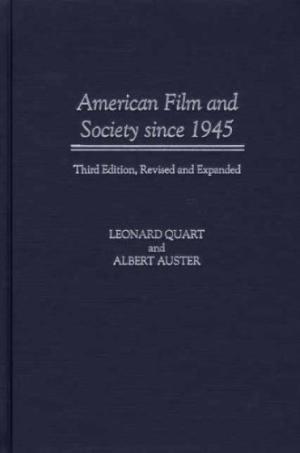 American Film and
Society since 1945
Third Edition, Revised and Expanded
LEONARD QUART
and
ALBERT AUSTER